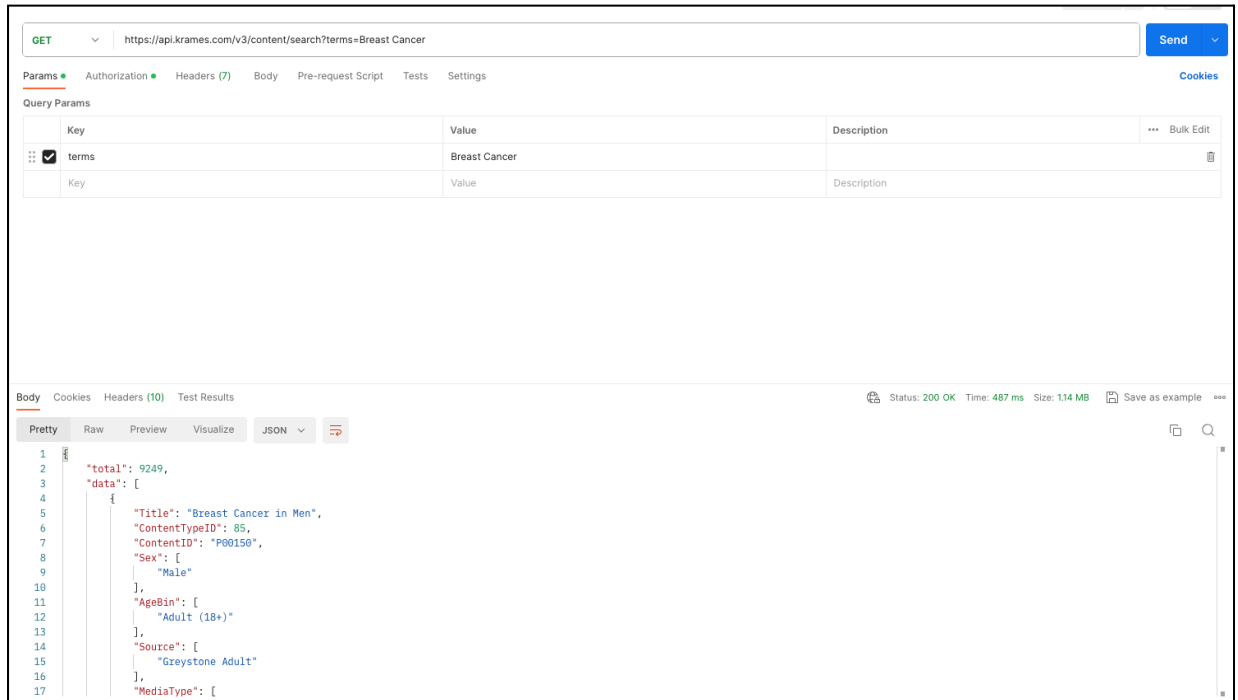 GET https://api.krames.com/v3/content/search?terms=Breast Cancer Send
Params Authorization Headers (7) Body Pre-request Script Tests Settings Cookies
Query Params
Key Value Description ••• Bulk Edit
terms Breast Cancer
Key Value Description
Body Cookies Headers (10) Test Results Status: 200 OK Time: 487 ms Size: 1.14 MB Save as example
Pretty Raw Preview Visualize JSON
1 {
2 "total": 9249,
3 "data": [
4 {
5 "Title": "Breast Cancer in Men",
6 "ContentTypeID": 85,
7 "ContentID": "P00150",
8 "Sex": [
9 "Male"
10 ],
11 "AgeBin": [
12 "Adult (18+)"
13 ],
14 "Source": [
15 "Greystone Adult"
16 ],
17 "MediaType": [